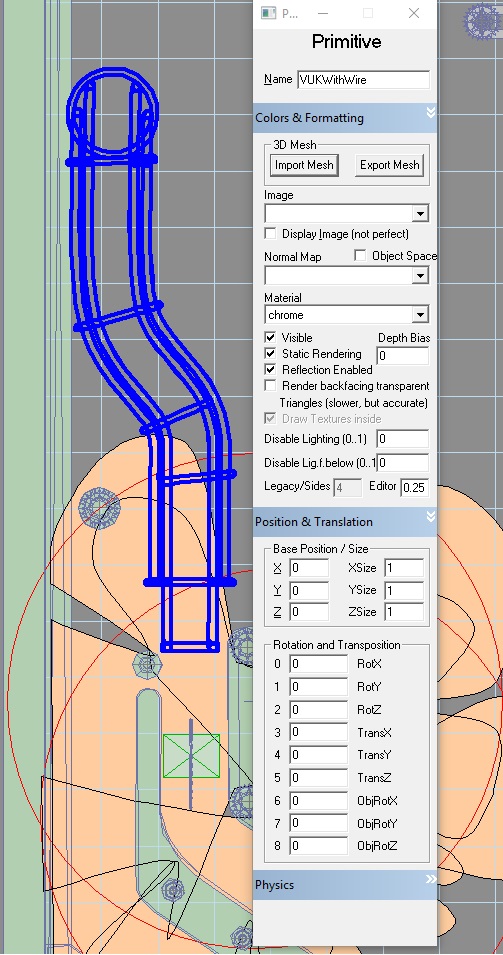 P...
Primitive
Name VUKWithWire
Colors & Formatting
3D Mesh
Import Mesh Export Mesh
Image
Display Image (not perfect)
Normal Map Object Space
Material
chrome
Visible Depth Bias
Static Rendering 0
Reflection Enabled
Render backfacing transparent
Triangles (slower, but accurate)
Draw Textures inside
Disable Lighting (0..1) 0
Disable Lig.f.below (0..1 0
Legacy/Sides 4 Editor 0.25
Position & Translation
Base Position / Size
X 0 XSize 1
Y 0 YSize 1
Z 0 ZSize 1
Rotation and Transposition
0 0 RotX
1 0 RotY
2 0 RotZ
3 0 TransX
4 0 TransY
5 0 TransZ
6 0 ObjRotX
7 0 ObjRotY
8 0 ObjRotZ
Physics